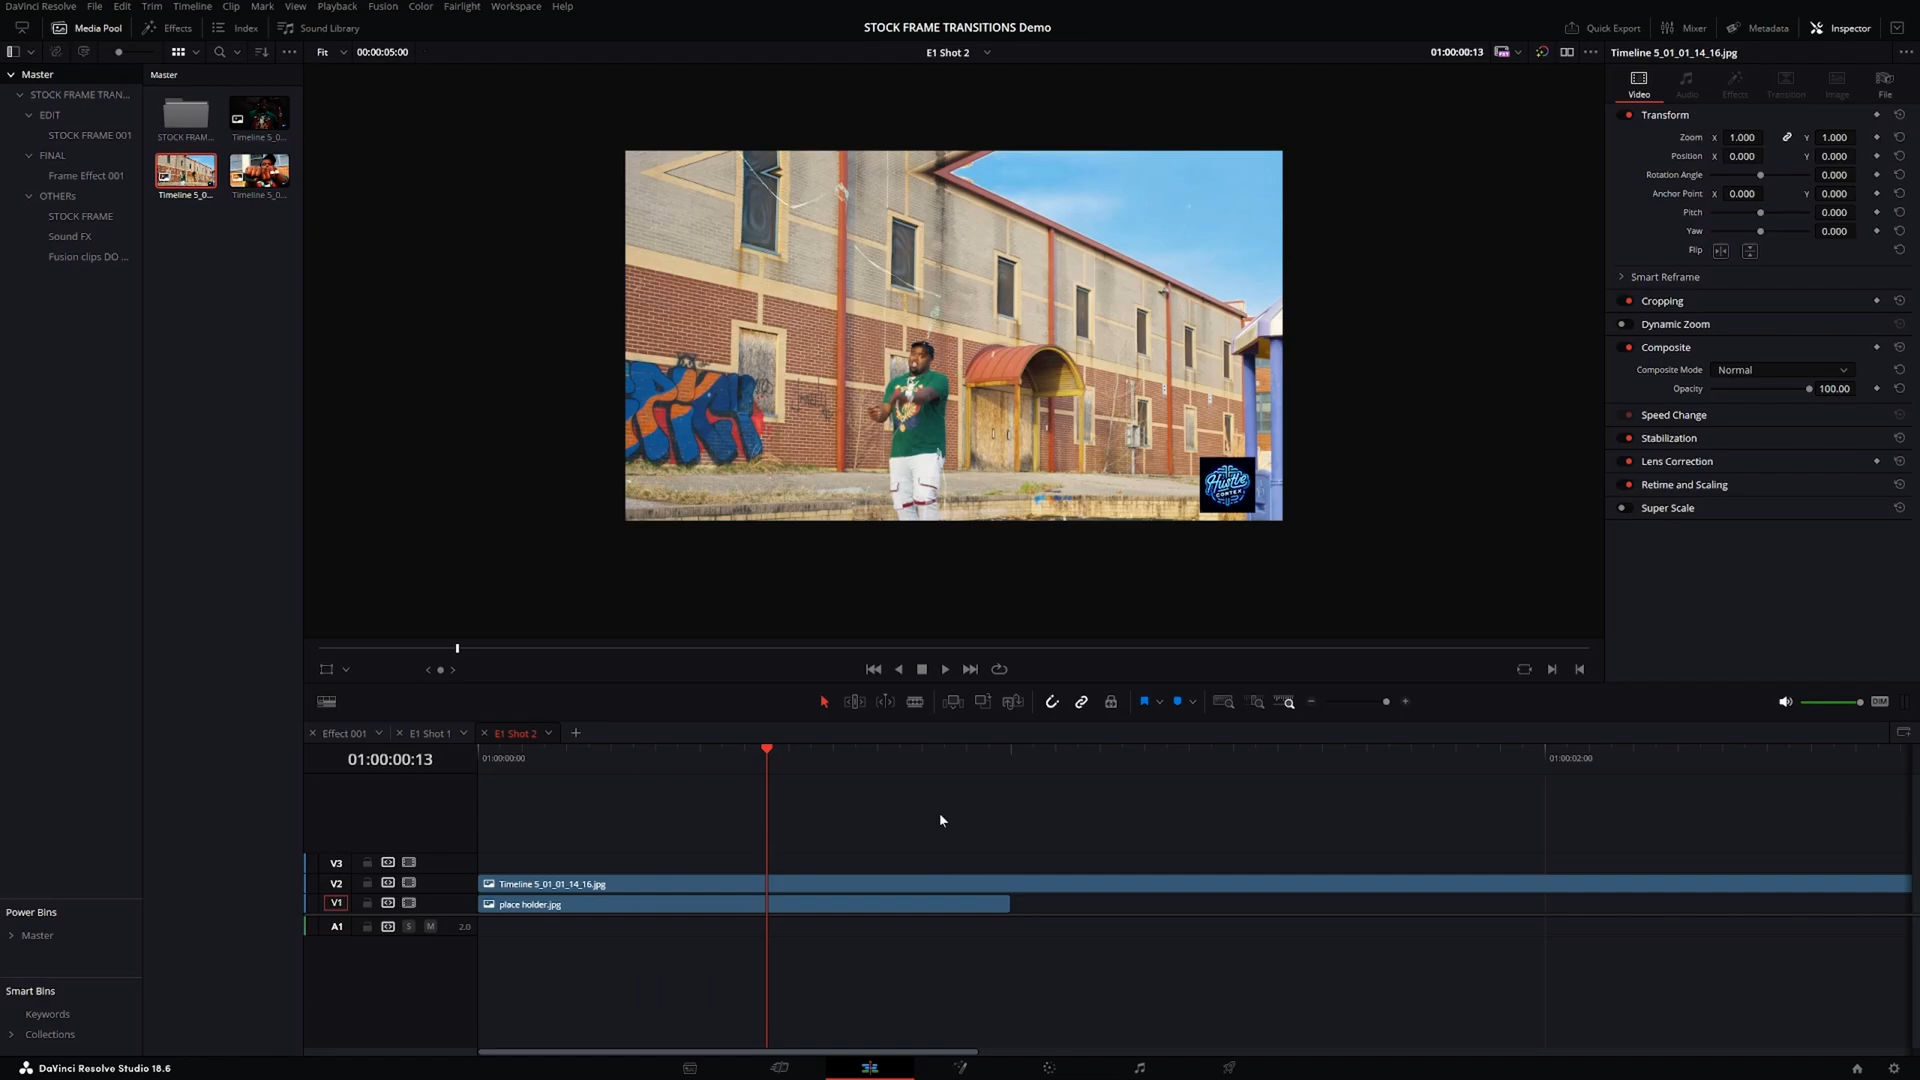 DaVinci Resolve File Edit Trim Timeline Clip Mark View Playback Fusion Color Fairlight Workspace Help
Media Pool Effects Index Sound Library STOCK FRAME TRANSITIONS Demo Quick Export Mixer Metadata Inspector
Fit 00:00:05:00 E1 Shot 2 01:00:00:13 Timeline 5_01_01_14_16.jpg
Master
Master
STOCK FRAME TRAN...
EDIT
STOCK FRAME 001
FINAL
Frame Effect 001
OTHERs
STOCK FRAME
Sound FX
Fusion clips DO ...
STOCK FRAM...
Timeline 5_0...
Timeline 5_0...
Timeline 5_0...
Hustle
CORTEX
Video Audio Effects Transition Image File
Transform
Zoom X 1.000 Y 1.000
Position X 0.000 Y 0.000
Rotation Angle 0.000
Anchor Point X 0.000 Y 0.000
Pitch 0.000
Yaw 0.000
Flip
Smart Reframe
Cropping
Dynamic Zoom
Composite
Composite Mode Normal
Opacity 100.00
Speed Change
Stabilization
Lens Correction
Retime and Scaling
Super Scale
DIM
Effect 001 E1 Shot 1 E1 Shot 2
01:00:00:13 01:00:00:00 01:00:02:00
V3
V2 Timeline 5_01_01_14_16.jpg
V1 place holder.jpg
A1 S M 2.0
Power Bins
Master
Smart Bins
Keywords
Collections
DaVinci Resolve Studio 18.6